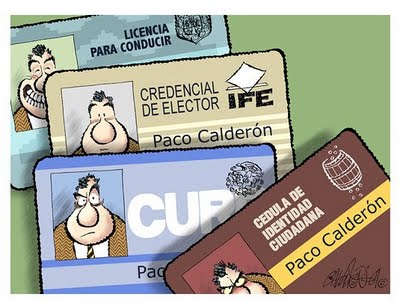 LICENCIA
PARA CONDUCIR
CREDENCIAL
DE ELECTOR
IFE
Paco Calderón
CUR
Pac
CEDULA DE
IDENTIDAD
CIUDADANA
Paco Calderón